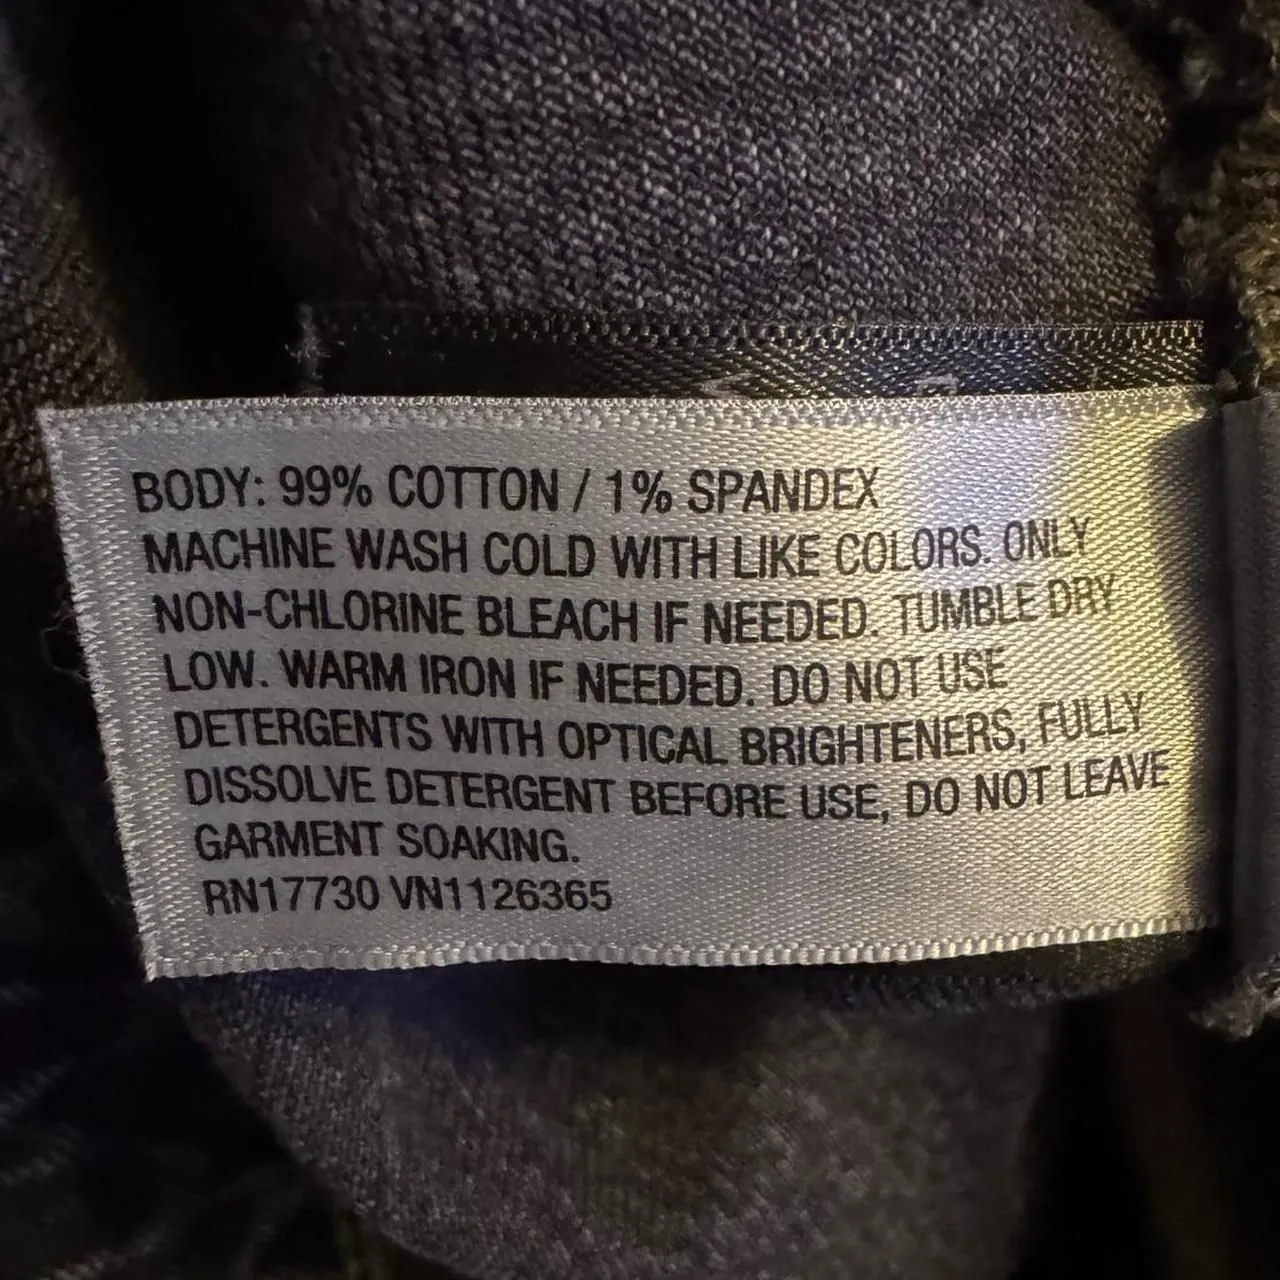 BODY: 99% COTTON / 1% SPANDEX
MACHINE WASH COLD WITH LIKE COLORS. ONLY
NON-CHLORINE BLEACH IF NEEDED. TUMBLE DRY
LOW. WARM IRON IF NEEDED. DO NOT USE
DETERGENTS WITH OPTICAL BRIGHTENERS, FULLY
DISSOLVE DETERGENT BEFORE USE, DO NOT LEAVE
GARMENT SOAKING.
RN17730 VN1126365